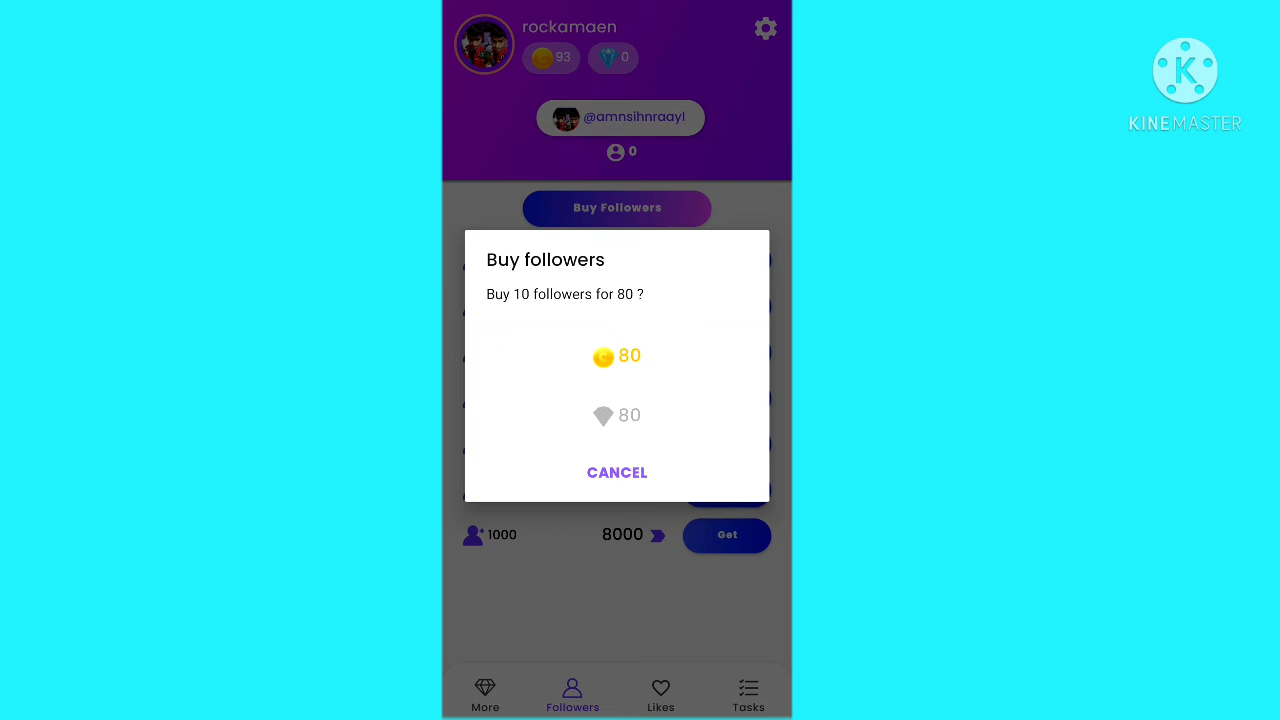 rockamaen
93
0
@amnsihnraayl
0
Buy Followers
Buy followers
Buy 10 followers for 80 ?
C 80
80
CANCEL
1000 8000 Get
More Followers Likes Tasks
K
KINEMASTER